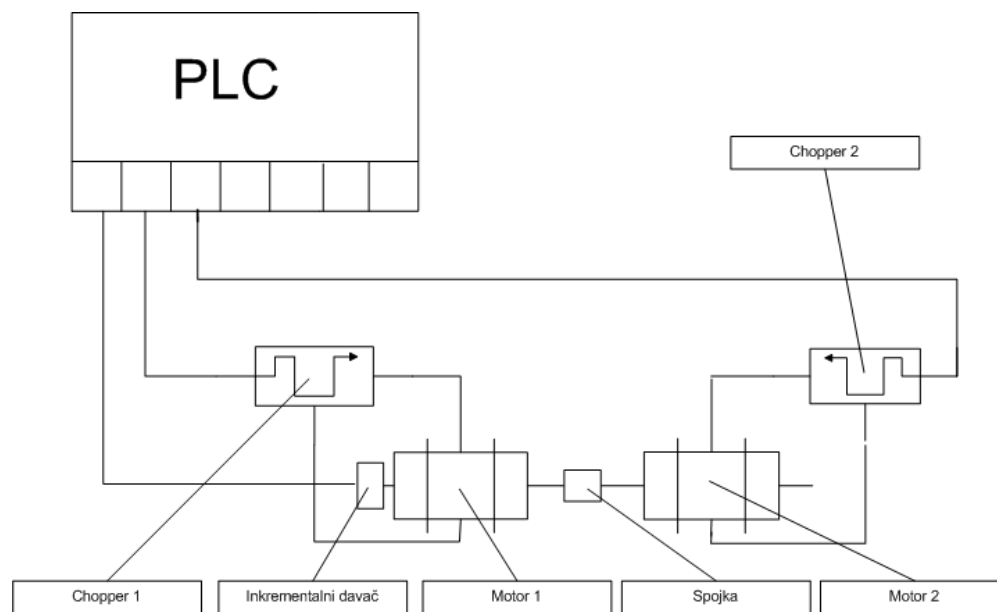 PLC
Chopper 2
Chopper 1
Inkrementalni davač
Motor 1
Spojka
Motor 2